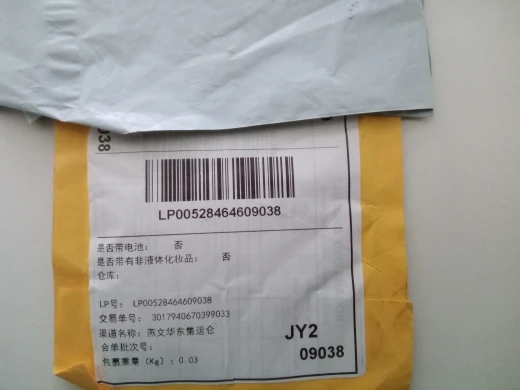 038
LP00528464609038
是否带电池： 否
是否带有非液体化妆品： 否
仓库：
LP号： LP00528464609038
交易单号： 3017940670399033
渠道名称：燕文华东集运仓
合单批次号：
包裹重量（Kg）：0.03
JY2
09038